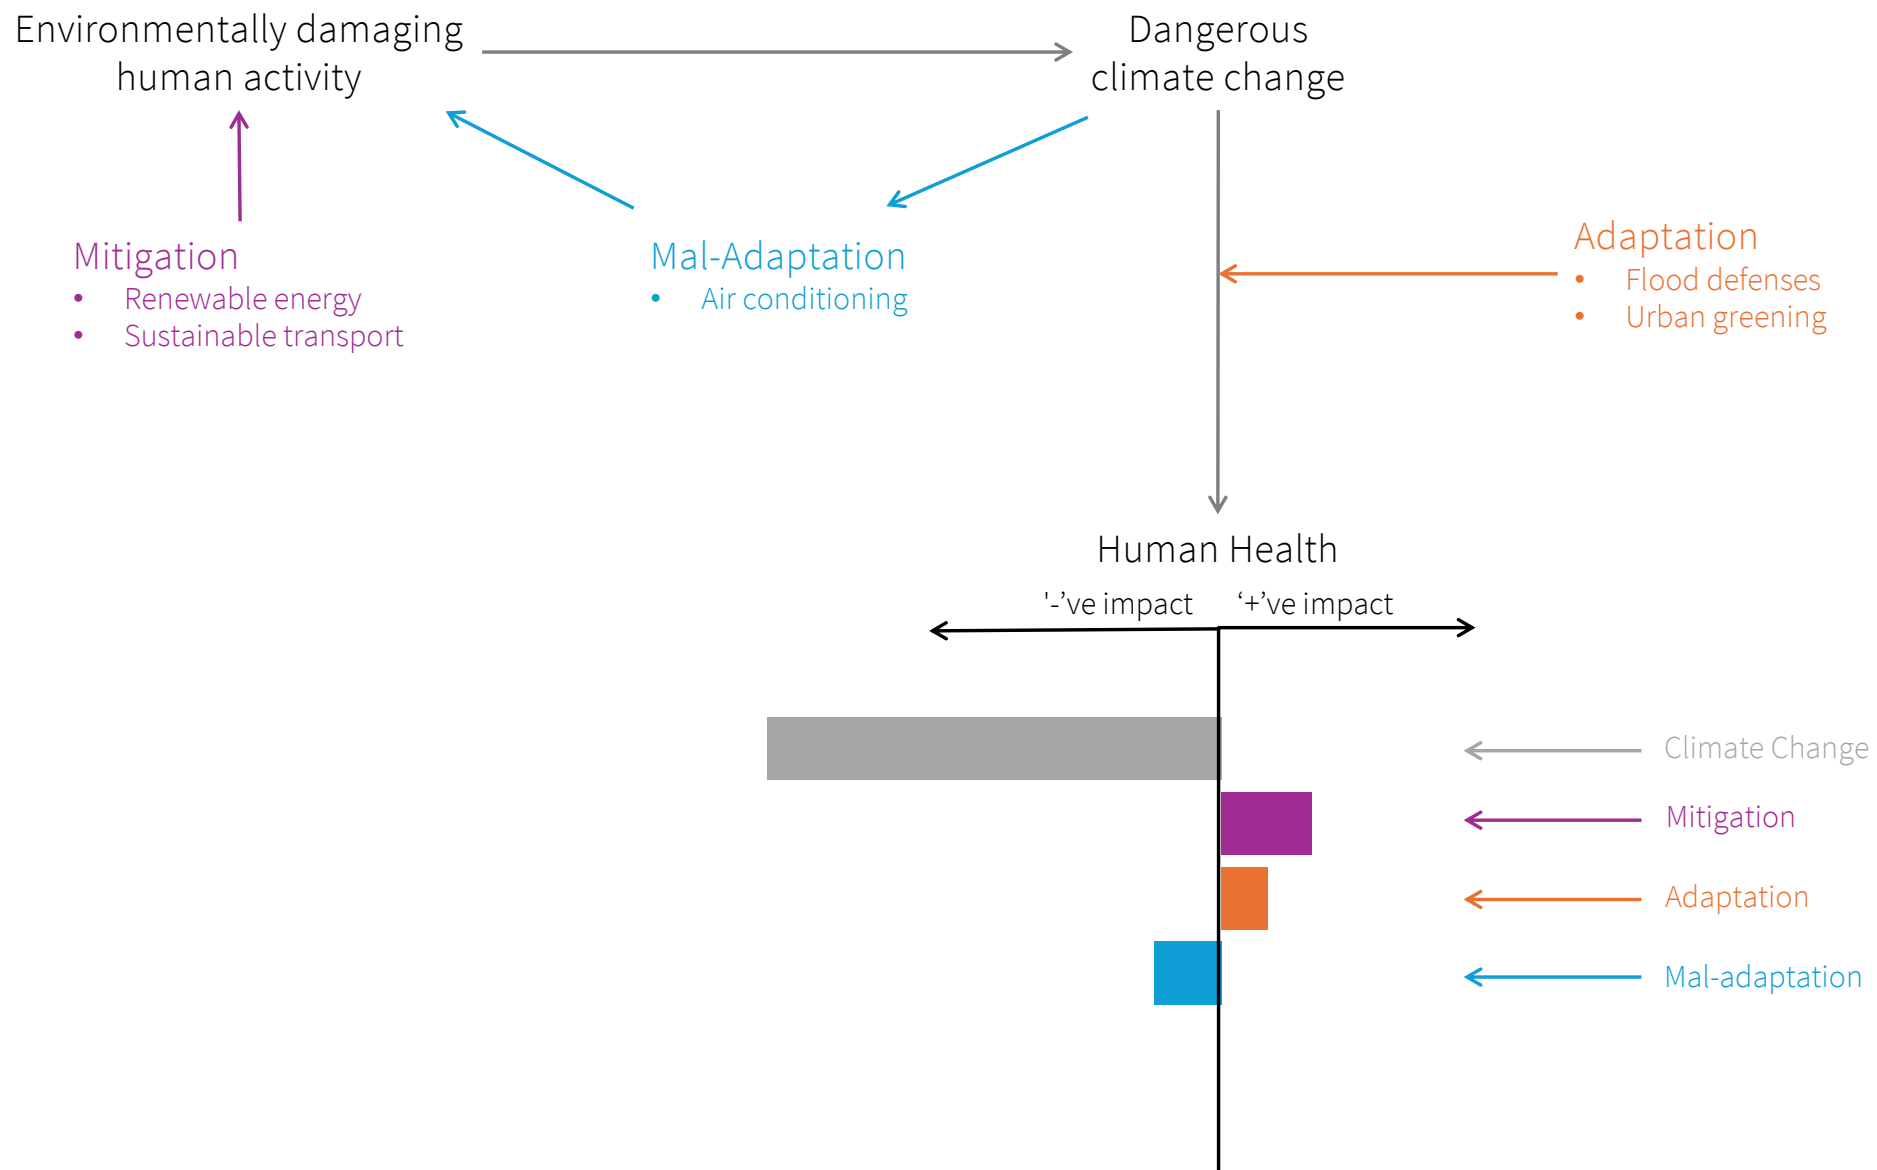 Environmentally damaging
human activity
Dangerous
climate change
Mitigation
• Renewable energy
• Sustainable transport
Mal-Adaptation
• Air conditioning
Adaptation
• Flood defenses
• Urban greening
Human Health
'-’ve impact
‘+’ve impact
Climate Change
Mitigation
Adaptation
Mal-adaptation